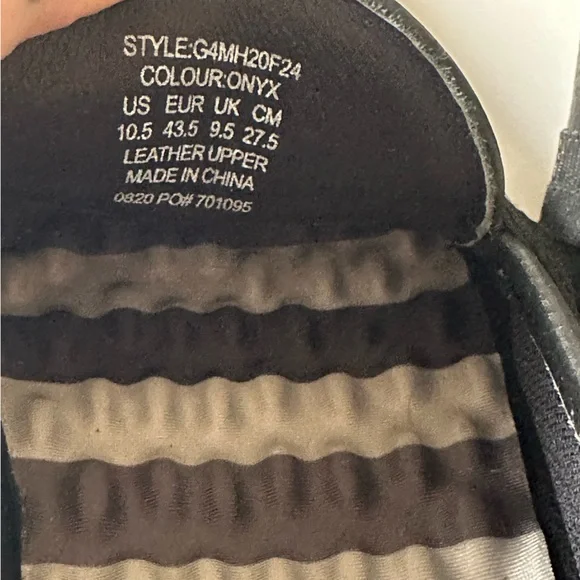 STYLE:G4MH20F24
COLOUR:ONYX
US EUR UK CM
10.5 43.5 9.5 27.5
LEATHER UPPER
MADE IN CHINA
0820 PO# 701095